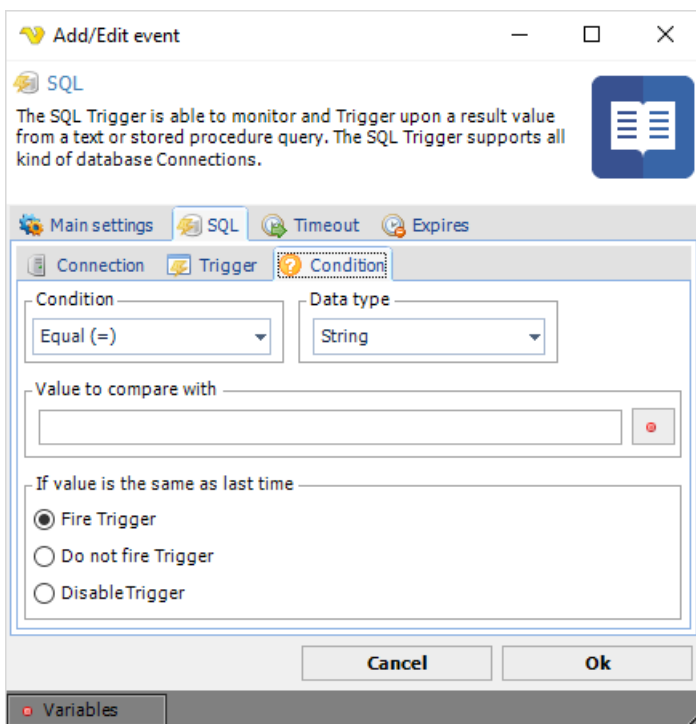 Add/Edit event
SQL
The SQL Trigger is able to monitor and Trigger upon a result value
from a text or stored procedure query. The SQL Trigger supports all
kind of database Connections.
Main settings SQL Timeout Expires
Connection Trigger Condition
Condition Data type
Equal (=) String
Value to compare with
If value is the same as last time
Fire Trigger
Do not fire Trigger
Disable Trigger
Cancel Ok
Variables